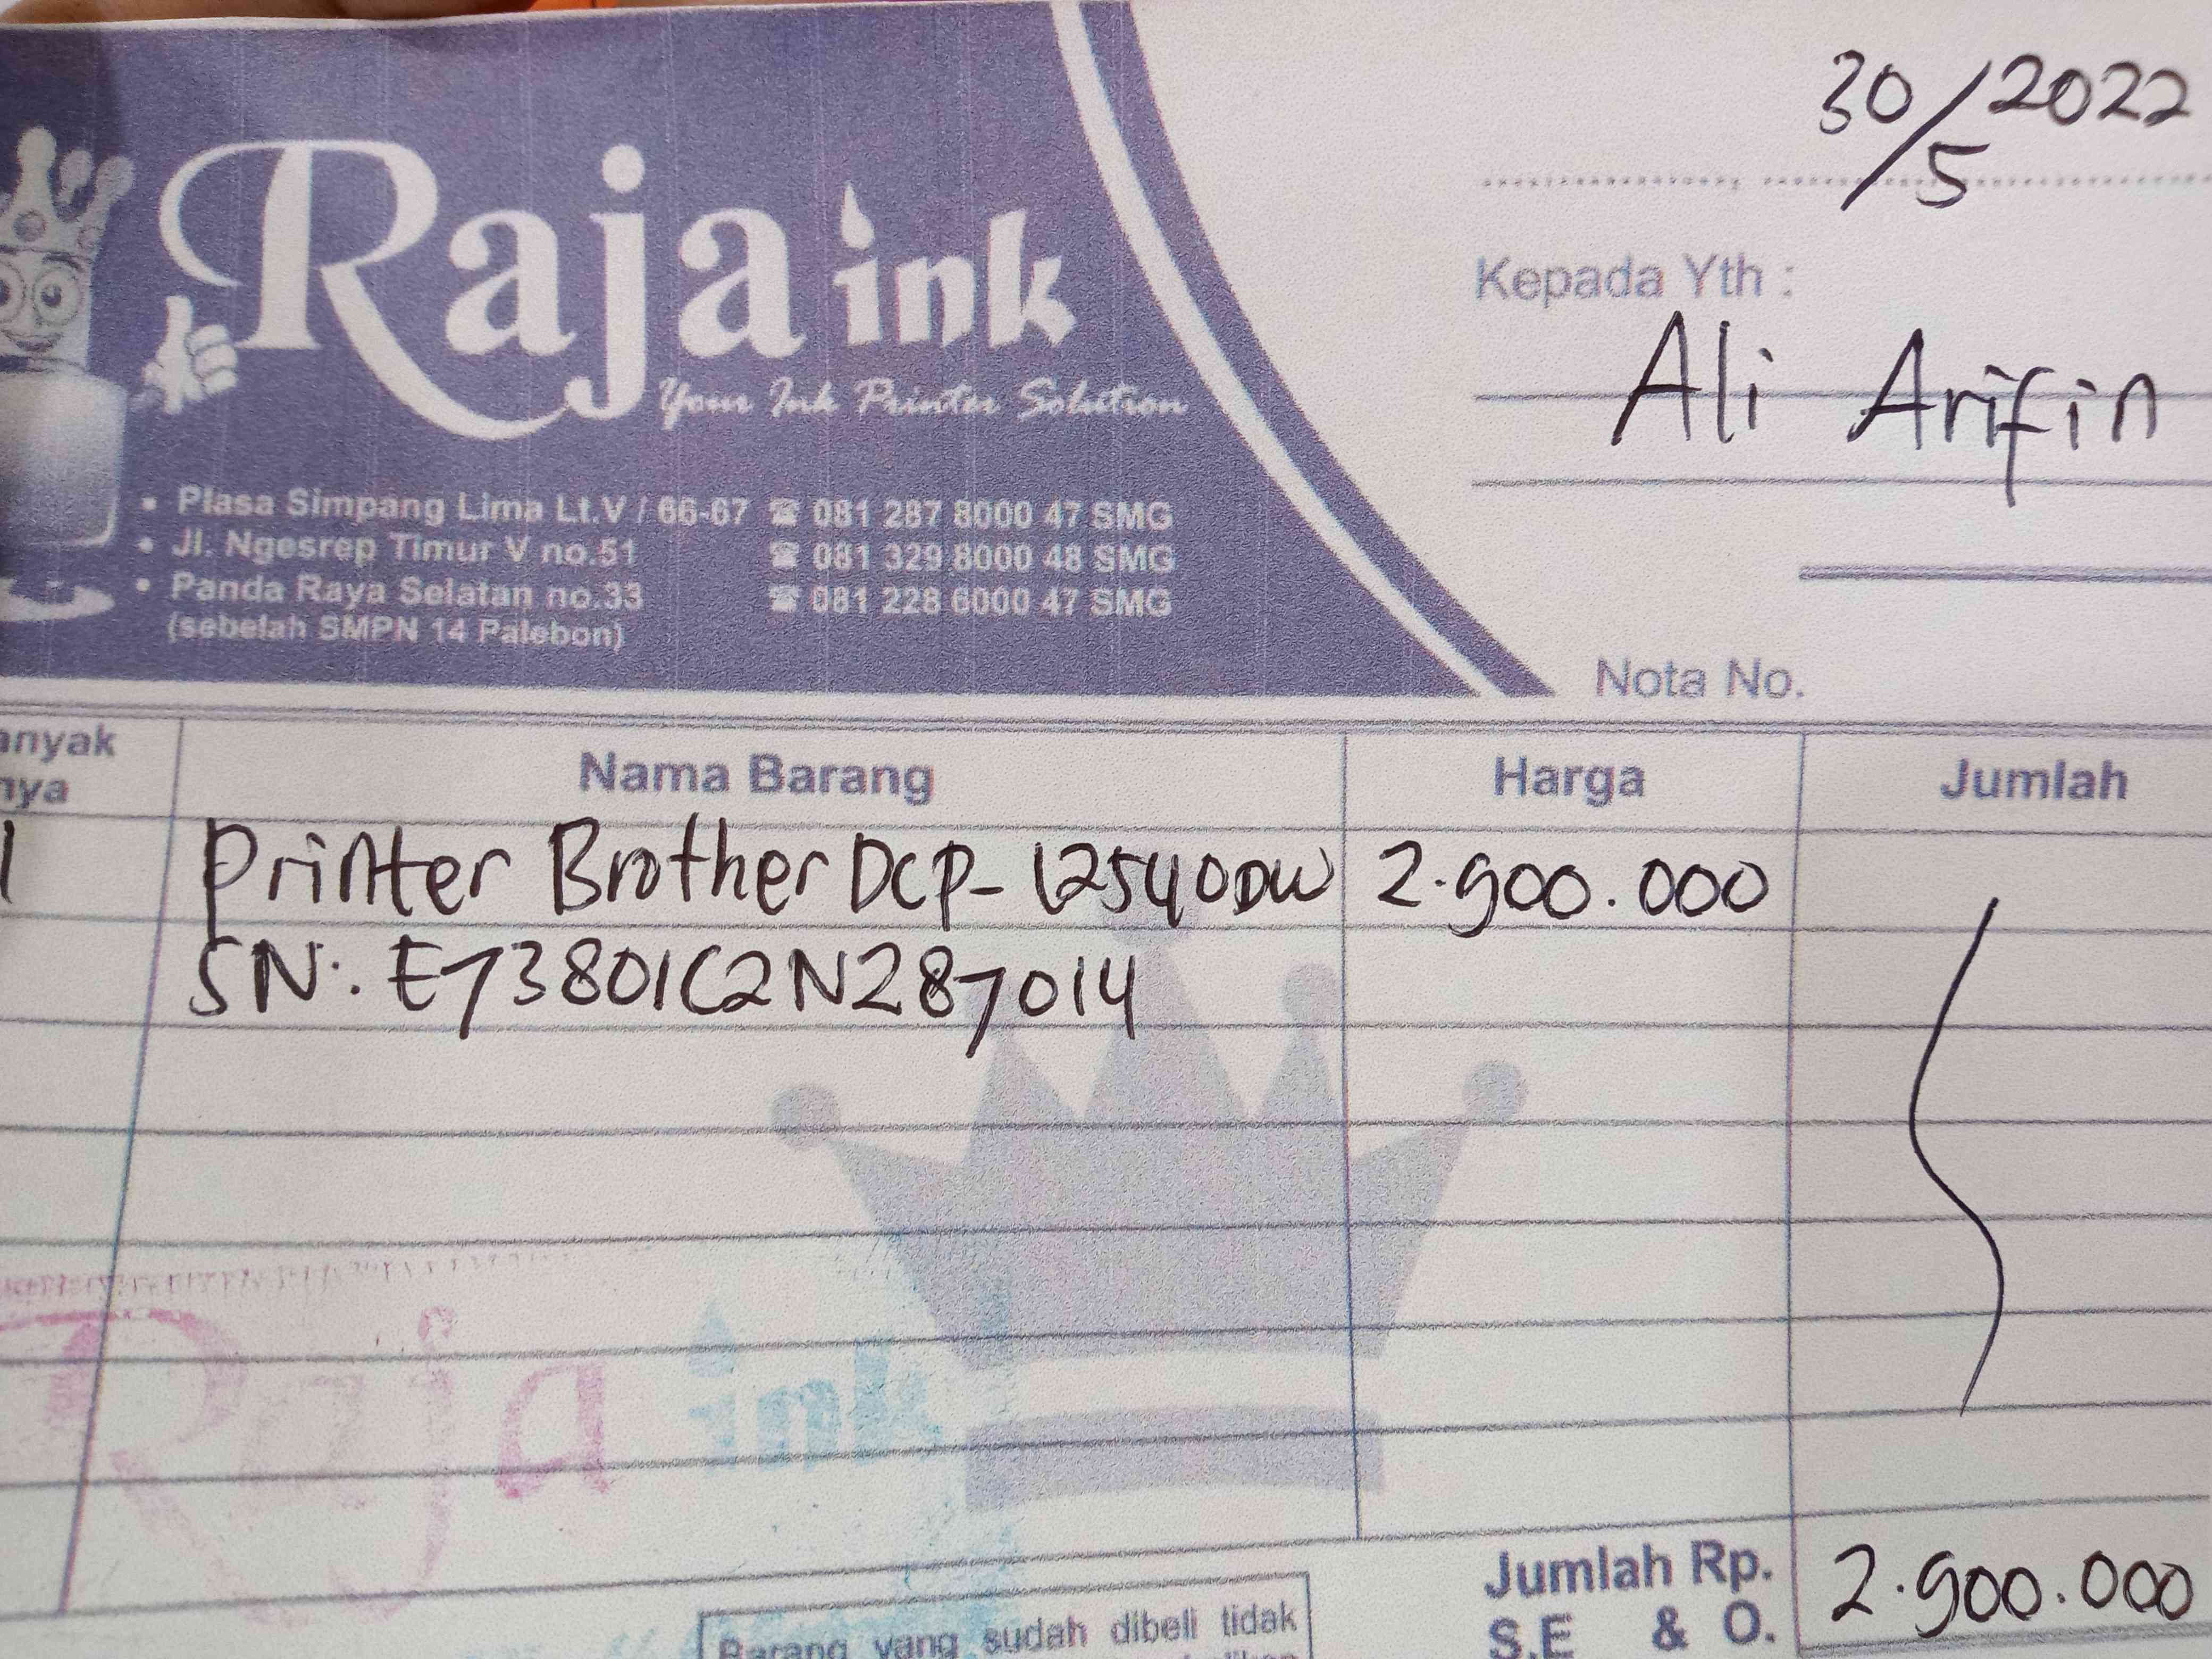 30/5 2022
Raja ink
Your Ink Printer Solution
Kepada Yth :
Ali Arifin
• Plasa Simpang Lima Lt.V / 66-67 ☎ 081 287 8000 47 SMG
• Jl. Ngesrep Timur V no.51 ☎ 081 329 8000 48 SMG
• Panda Raya Selatan no.33 ☎ 081 228 6000 47 SMG
(sebelah SMPN 14 Palebon)
Nota No.
anyak
nya
Nama Barang Harga Jumlah
1 Printer Brother DCP-L2540DW 2.900.000
SN: E73801C2N287014
Raja ink
Jumlah Rp. 2.900.000
S.E & O.
Barang yang sudah dibeli tidak